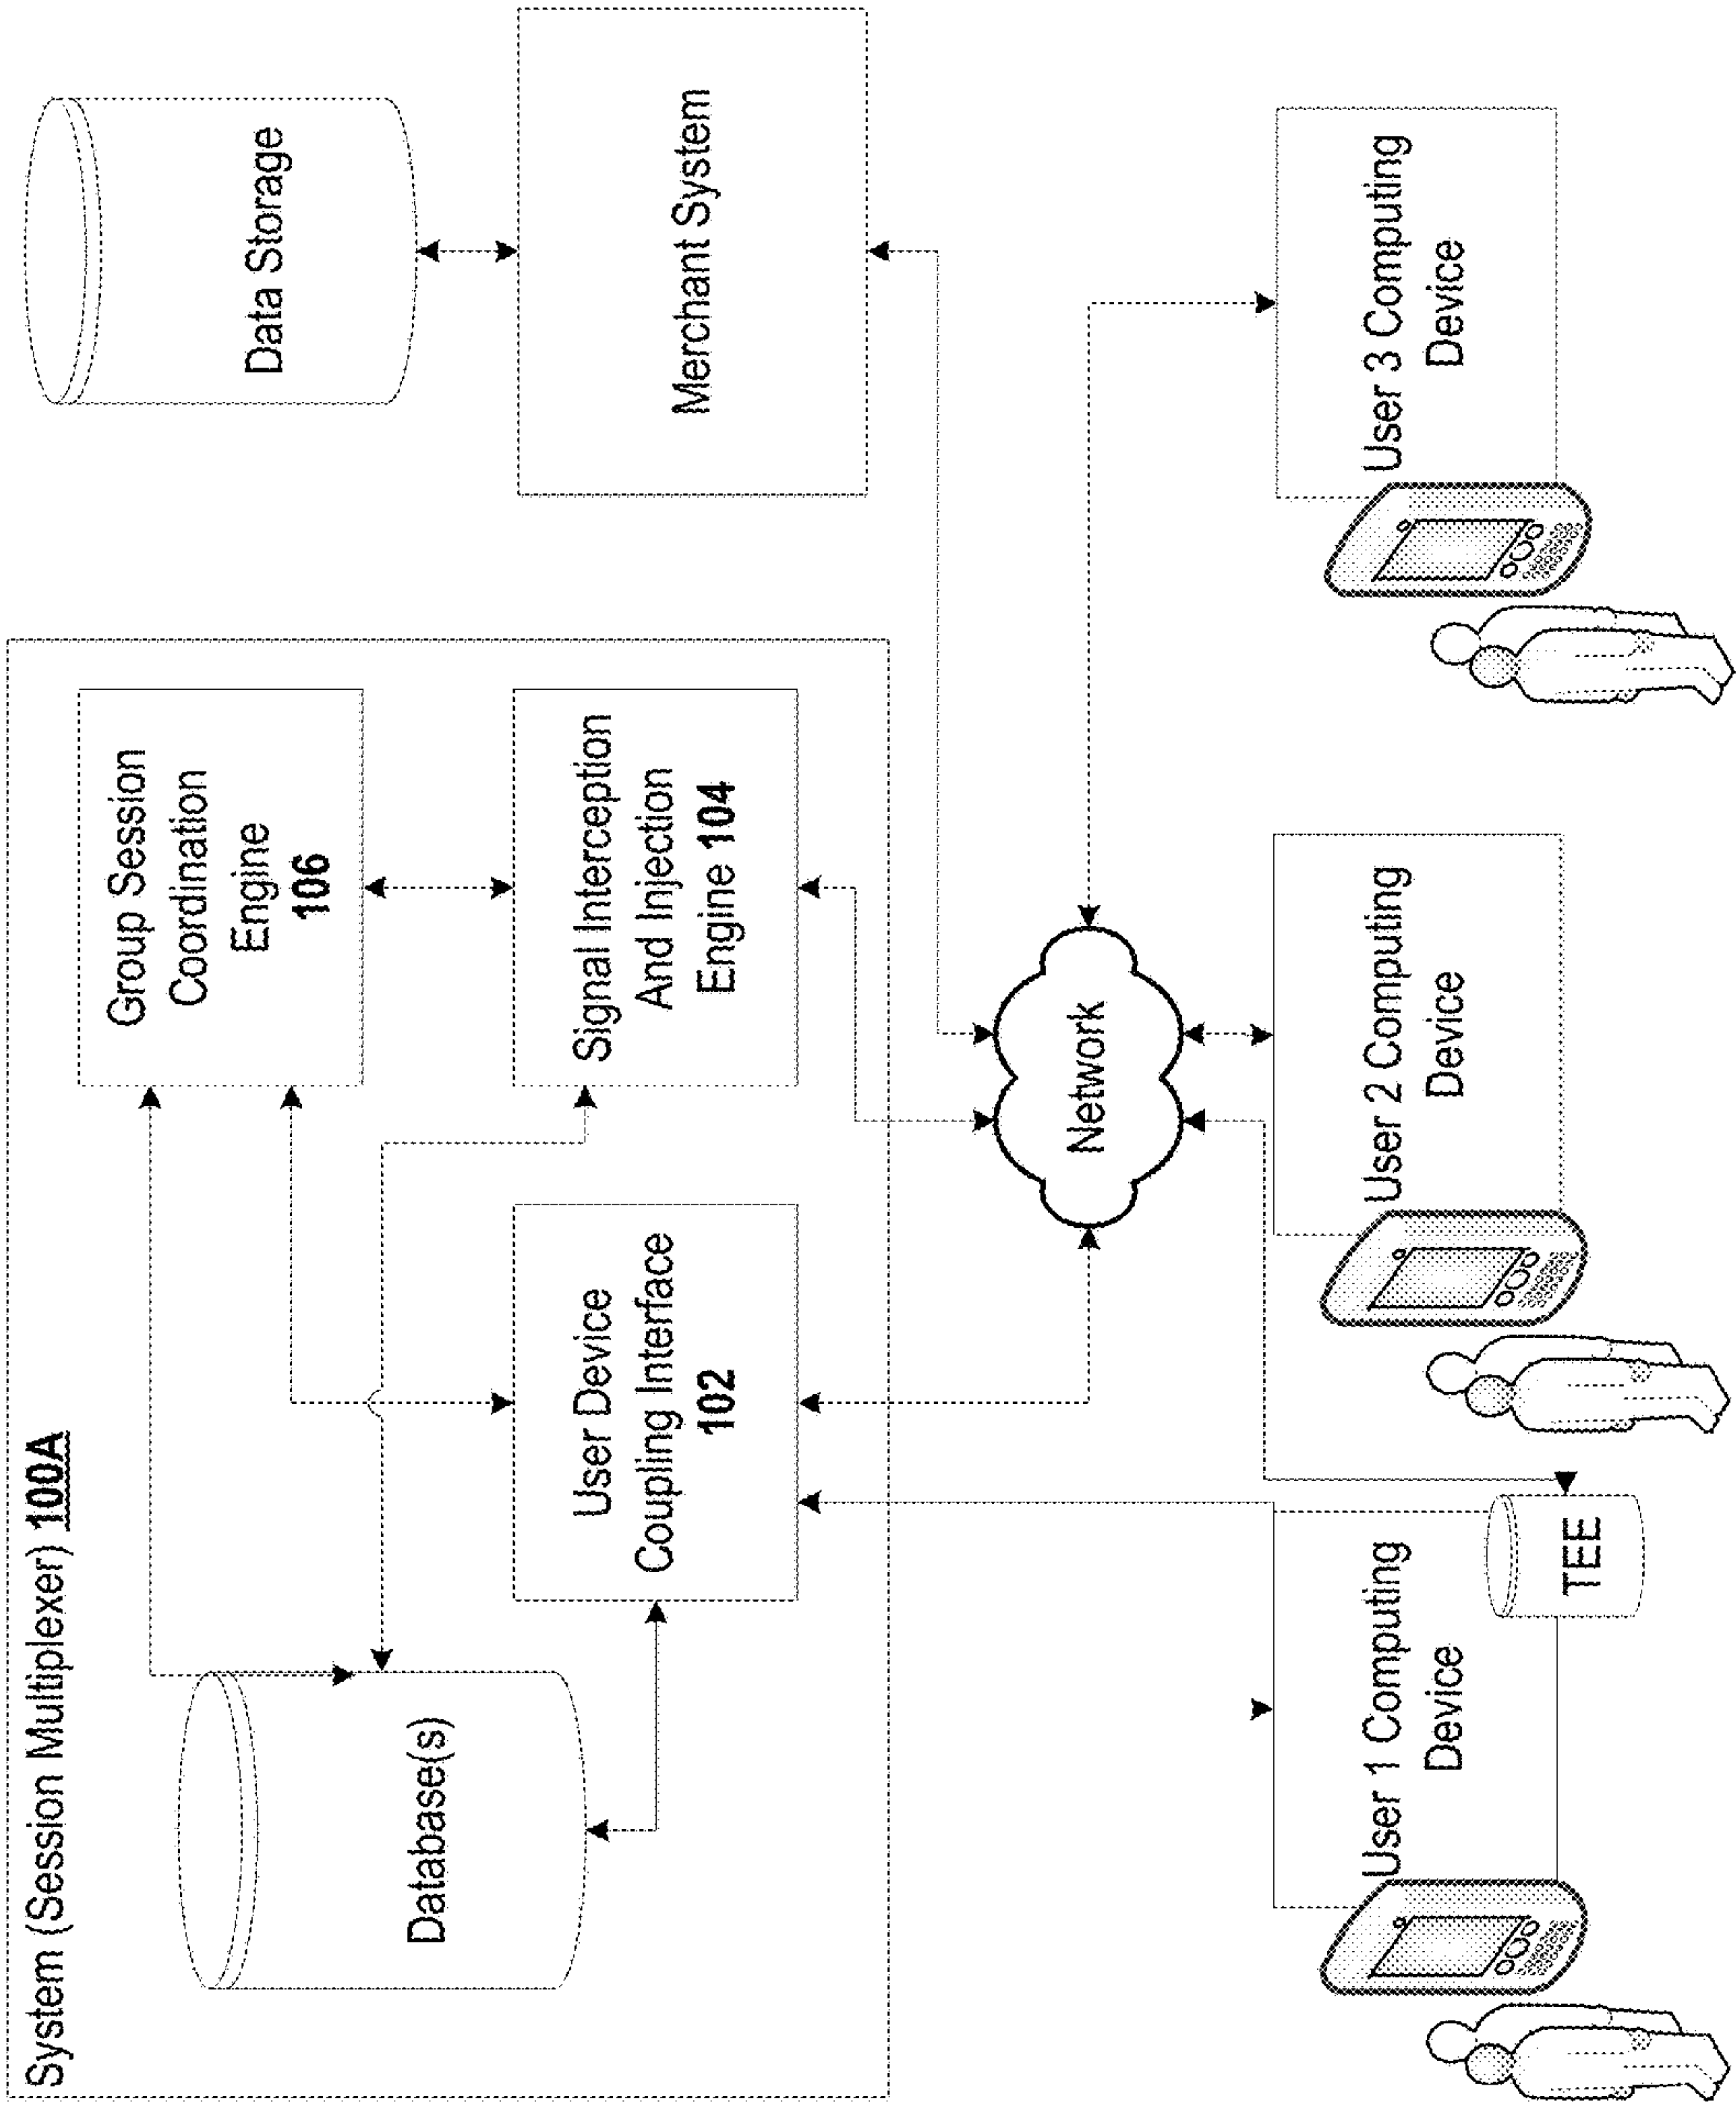 System (Session Multiplexer) 100A
Database(s)
Group Session
Coordination
Engine
106
User Device
Coupling Interface
102
Signal Interception
And Injection
Engine 104
Data Storage
Merchant System
Network
User 1 Computing
Device
TEE
User 2 Computing
Device
User 3 Computing
Device